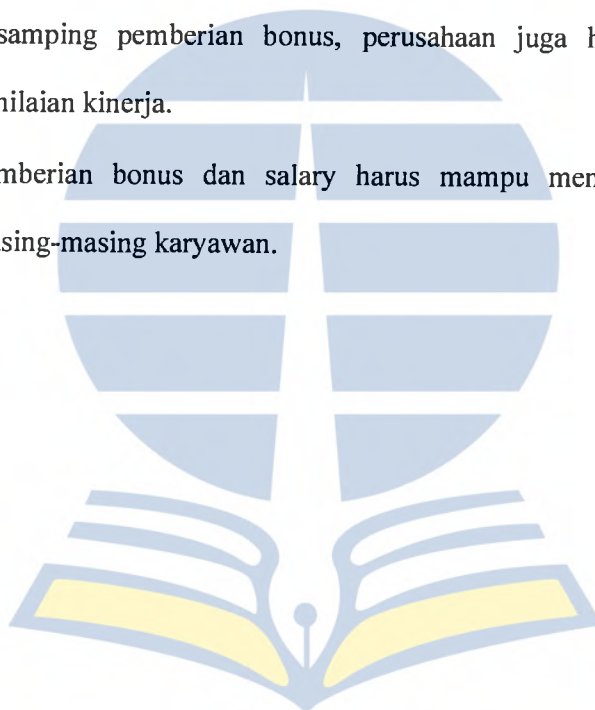 samping pemberian bonus, perusahaan juga h
nilaian kinerja.
mberian bonus dan salary harus mampu men
sing-masing karyawan.